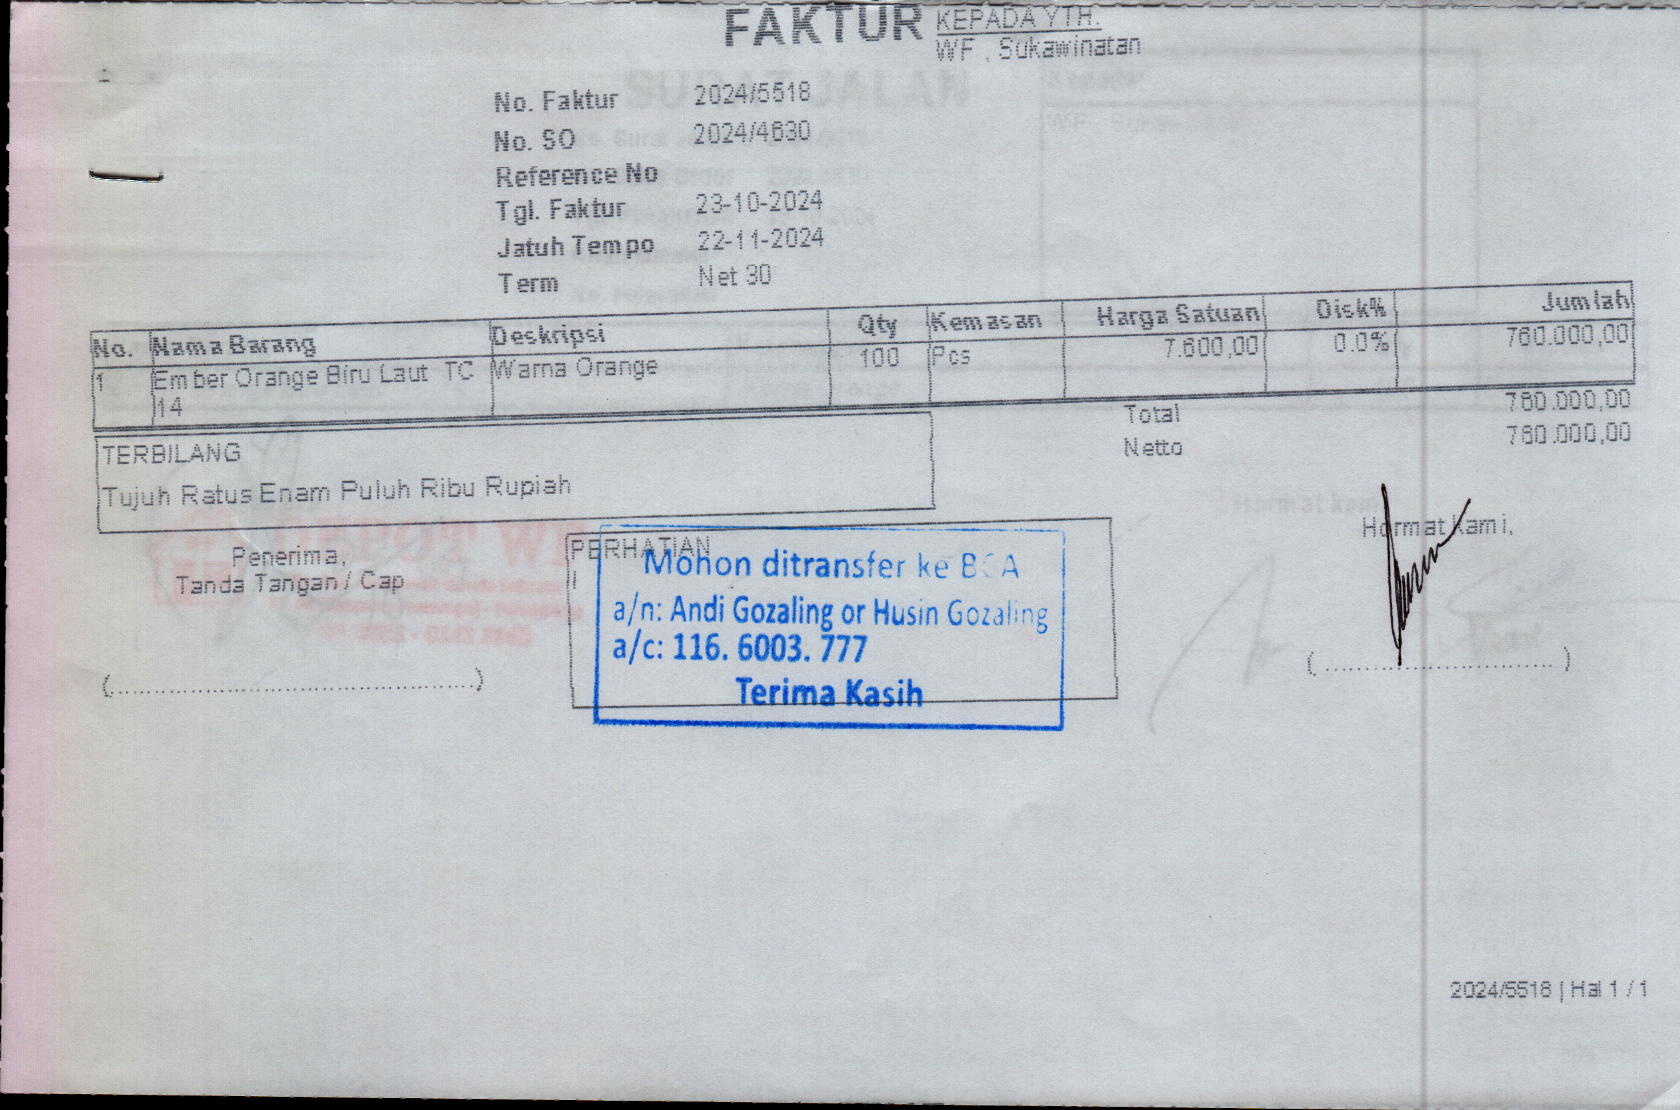 FAKTUR
KEPADA YTH.
WF . Sukawinatan
No. Faktur 2024/5518
No. SO 2024/4630
Reference No
Tgl. Faktur 23-10-2024
Jatuh Tempo 22-11-2024
Term Net 30
No. Nama Barang Deskripsi Qty Kemasan Harga Satuan Disk% Jumlah
1 Ember Orange Biru Laut TC Warna Orange 100 Pcs 7.600,00 0.0% 760.000,00
14
Total 760.000,00
Netto 760.000,00
TERBILANG
Tujuh Ratus Enam Puluh Ribu Rupiah
Penerima,
Tanda Tangan / Cap
(...................................................)
PERHATIAN
Mohon ditransfer ke BCA
a/n: Andi Gozaling or Husin Gozaling
a/c: 116. 6003. 777
Terima Kasih
Hormat Kami,
(................................)
2024/5518 | Hal 1 / 1